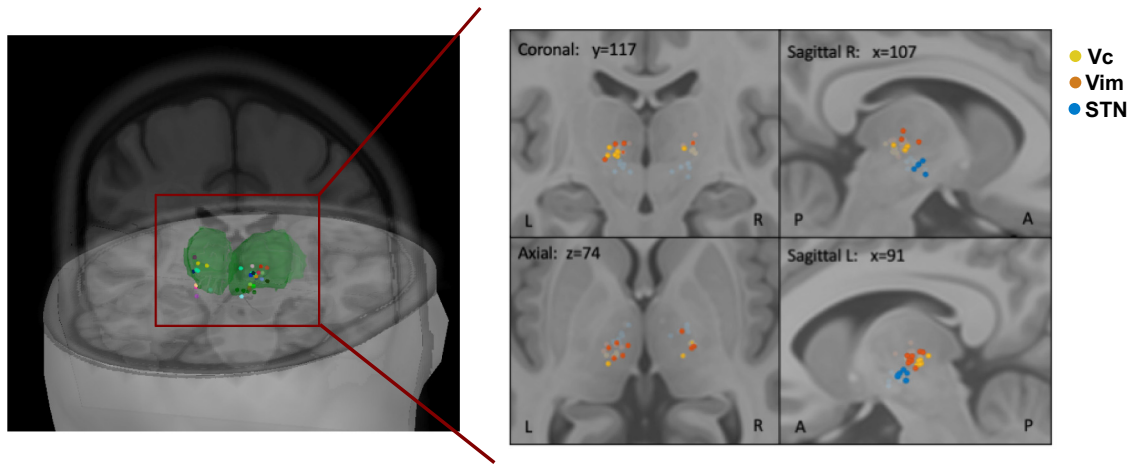 Coronal: y=117
Sagittal R: x=107
L
R
P
A
Axial: z=74
Sagittal L: x=91
L
R
A
P
Vc
Vim
STN